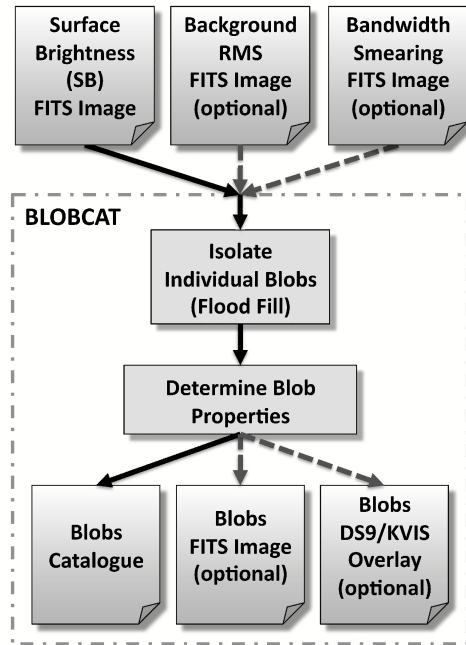 Surface
Brightness
(SB)
FITS Image
Background
RMS
FITS Image
(optional)
Bandwidth
Smearing
FITS Image
(optional)
BLOBCAT
Isolate
Individual Blobs
(Flood Fill)
Determine Blob
Properties
Blobs
Catalogue
Blobs
FITS Image
(optional)
Blobs
DS9/KVIS
Overlay
(optional)